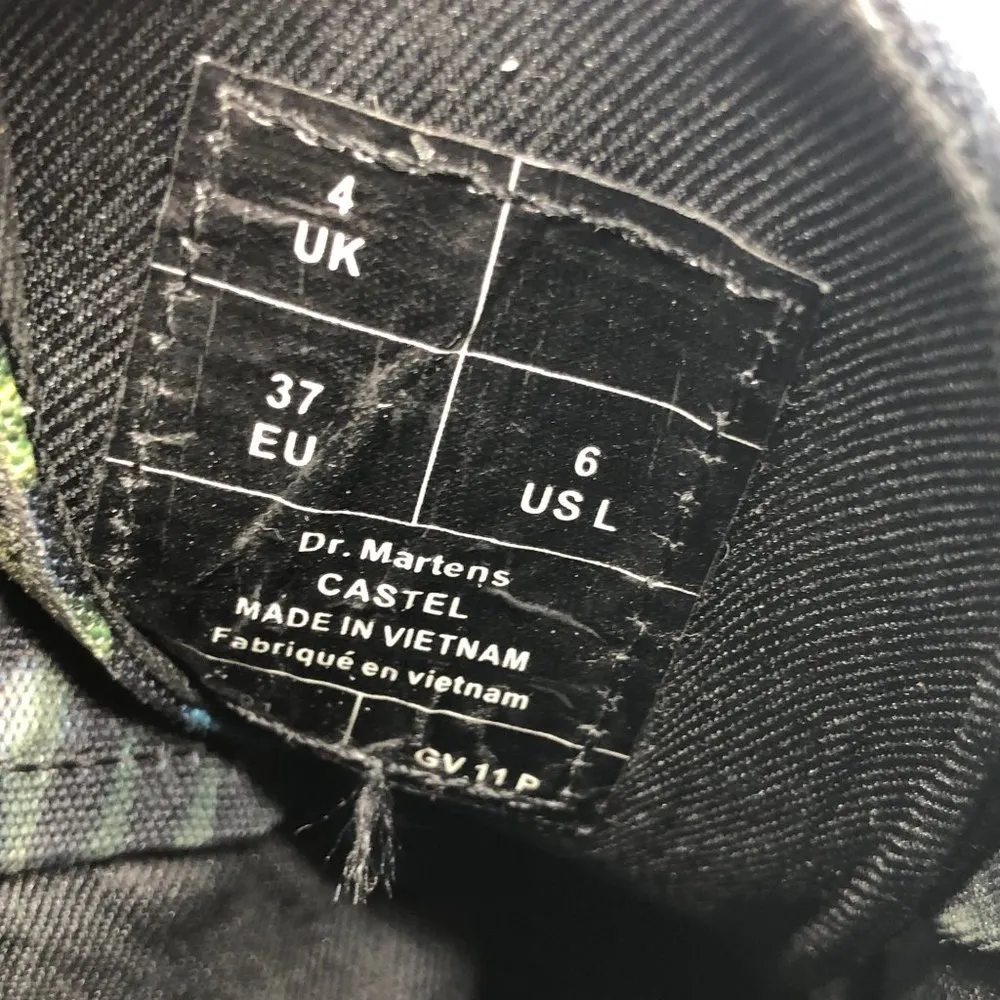 4
UK
37
EU
6
US L
Dr. Martens
CASTEL
MADE IN VIETNAM
Fabriqué en vietnam
GV 11 P